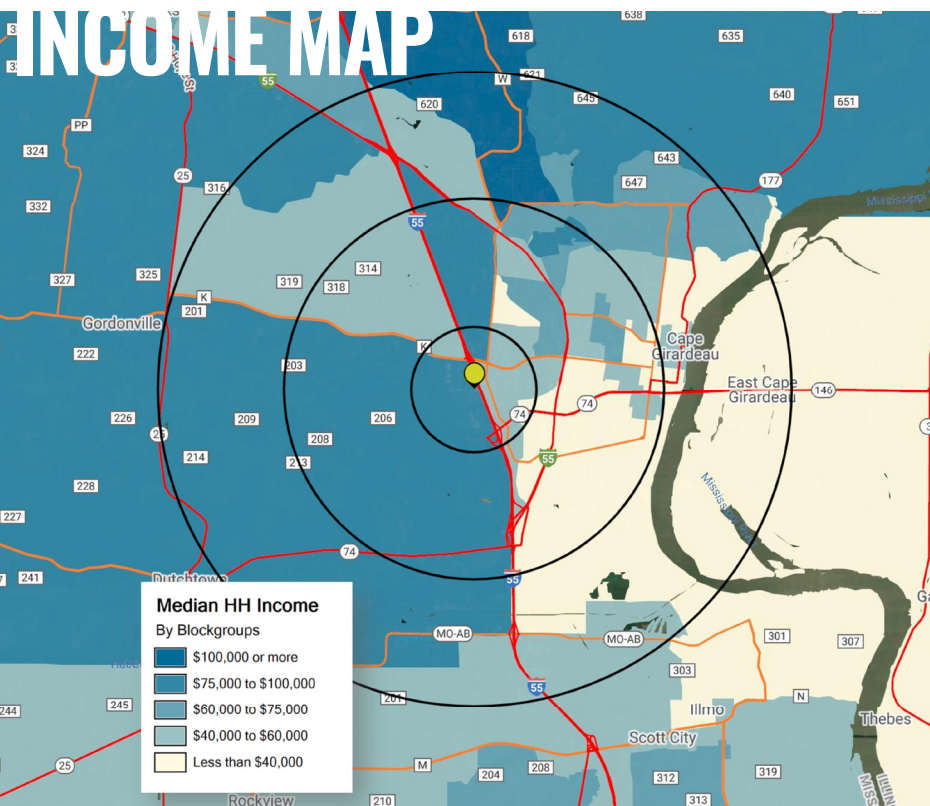 INCOME MAP
638
618
635
W
621
55
620
645
640
651
PP
324
25
316
643
647
177
332
Mississippi
55
325
327
314
319
318
K
201
Gordonville
K
Cape
Girardeau
222
203
East Cape
Girardeau
146
74
74
226
209
206
25
208
214
213
55
228
Mississippi
227
74
241
Dutchtown
55
Median HH Income
By Blockgroups
$100,000 or more
$75,000 to $100,000
$60,000 to $75,000
$40,000 to $60,000
Less than $40,000
MO-AB
MO-AB
301
307
303
55
201
N
244
245
Illmo
Thebes
Scott City
25
M
204
208
312
319
Rockview
210
313